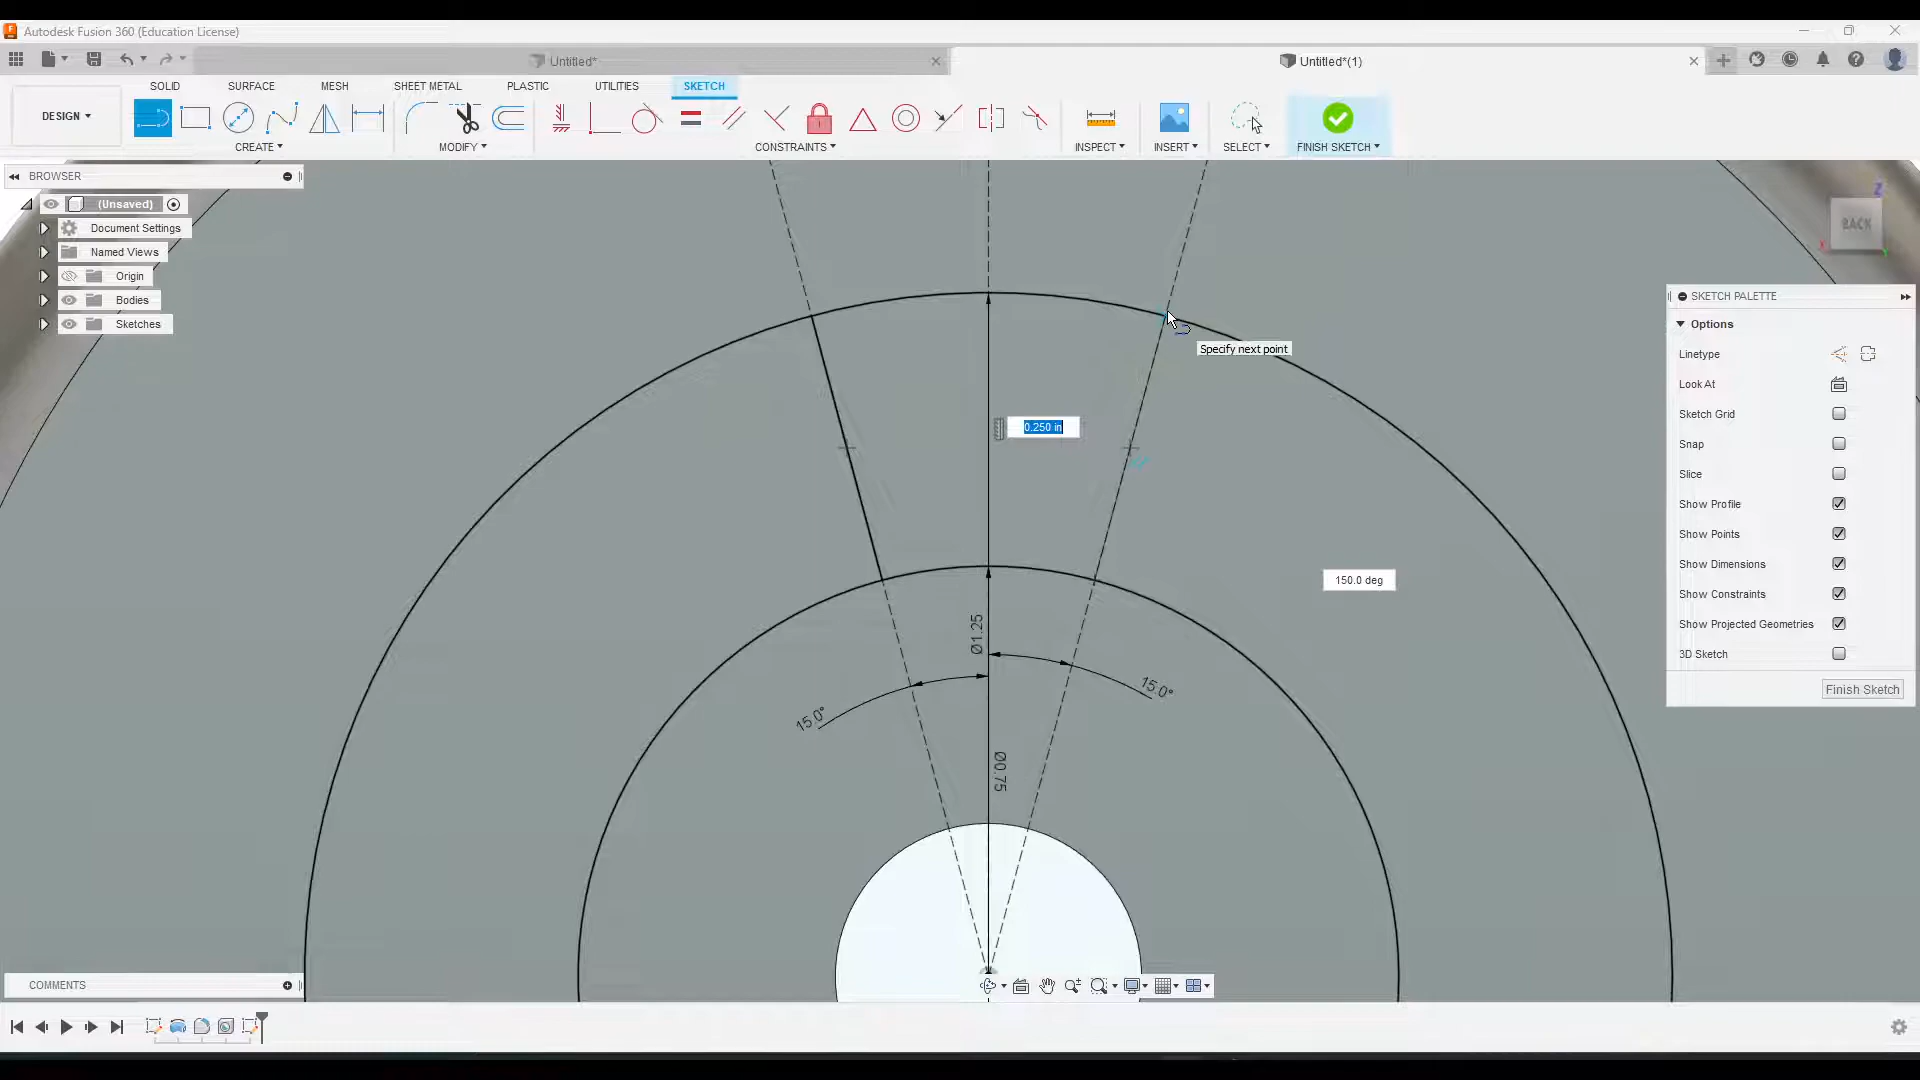 Autodesk Fusion 360 (Education License)
Untitled*
Untitled*(1)
SOLID
SURFACE
MESH
SHEET METAL
PLASTIC
UTILITIES
SKETCH
DESIGN
CREATE
MODIFY
CONSTRAINTS
INSPECT
INSERT
SELECT
FINISH SKETCH
BROWSER
(Unsaved)
Document Settings
Named Views
Origin
Bodies
Sketches
Z
BACK
X
Y
SKETCH PALETTE
Options
Linetype
Look At
Sketch Grid
Snap
Slice
Show Profile
Show Points
Show Dimensions
Show Constraints
Show Projected Geometries
3D Sketch
Finish Sketch
Specify next point
0.250 in
150.0 deg
Ø1.25
15.0°
15.0°
Ø0.75
COMMENTS